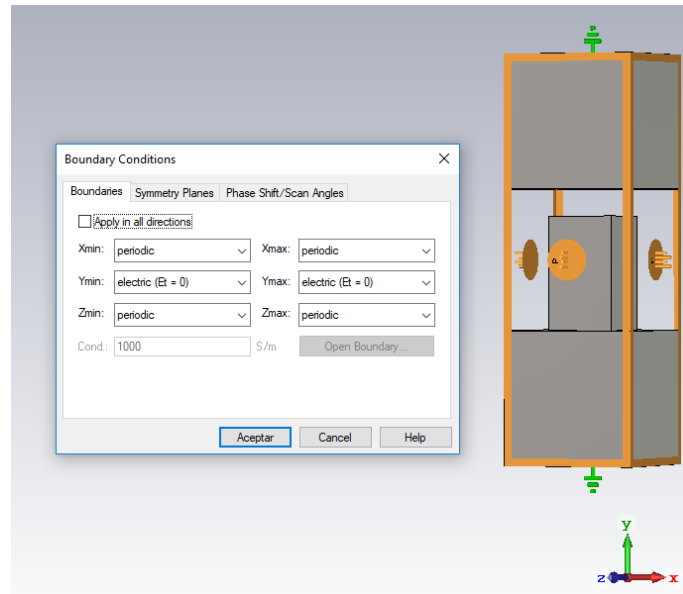 Boundary Conditions
Boundaries Symmetry Planes Phase Shift/Scan Angles
Apply in all directions
Xmin: periodic Xmax: periodic
Ymin: electric (Et = 0) Ymax: electric (Et = 0)
Zmin: periodic Zmax: periodic
Cond.: 1000 S/m Open Boundary...
Aceptar Cancel Help
P
y
z x